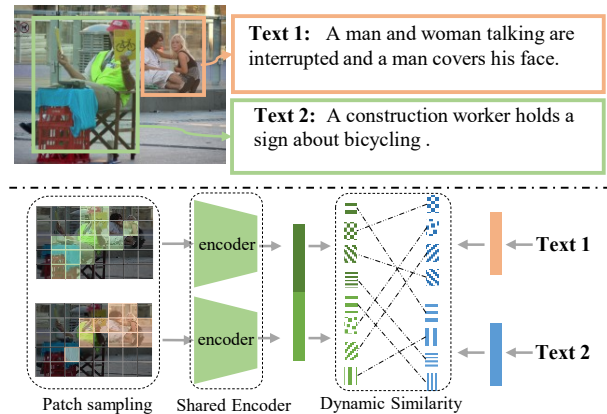 Text 1: A man and woman talking are
interrupted and a man covers his face.
Text 2: A construction worker holds a
sign about bicycling .
encoder
encoder
Text 1
Text 2
Patch sampling
Shared Encoder
Dynamic Similarity